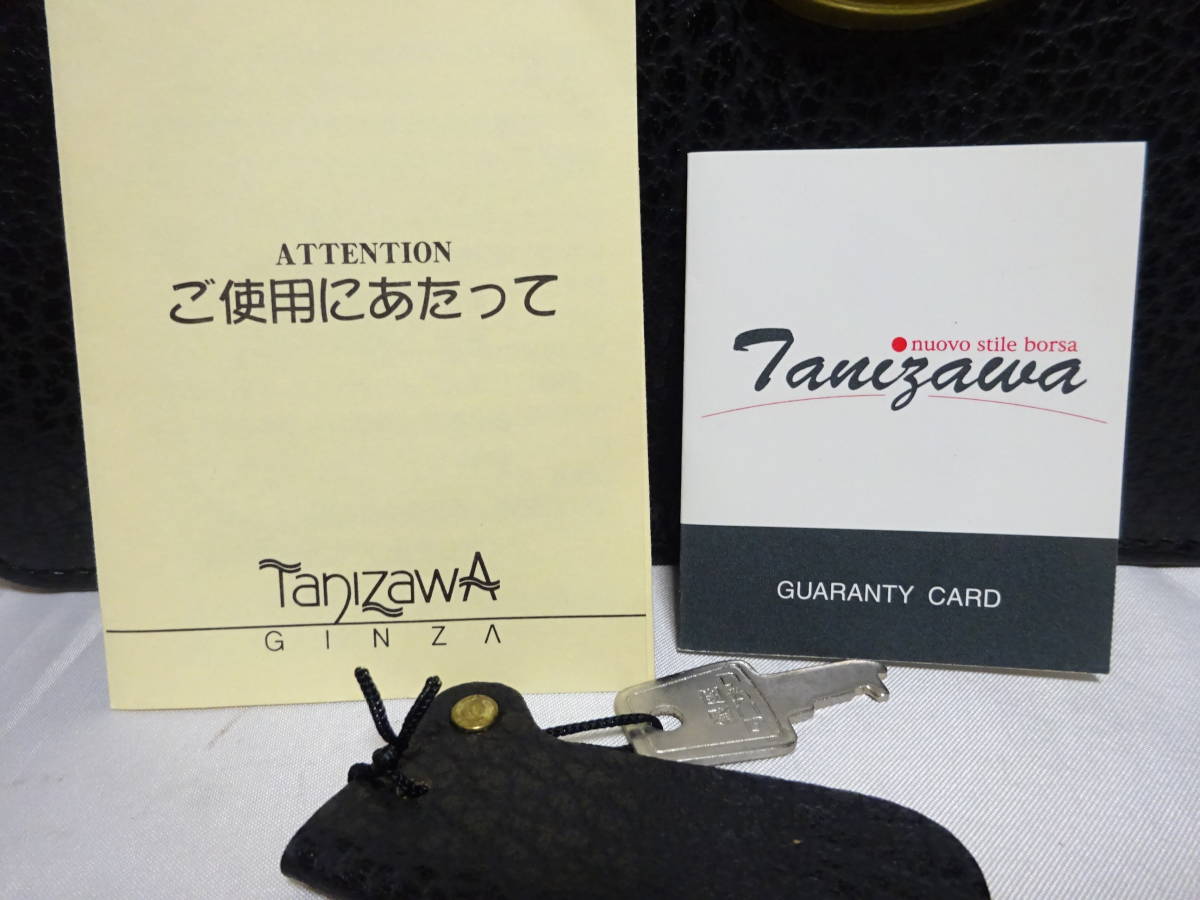 ATTENTION
ご使用にあたって
TanizawA
GINZA
nuovo stile borsa
Tanizawa
GUARANTY CARD